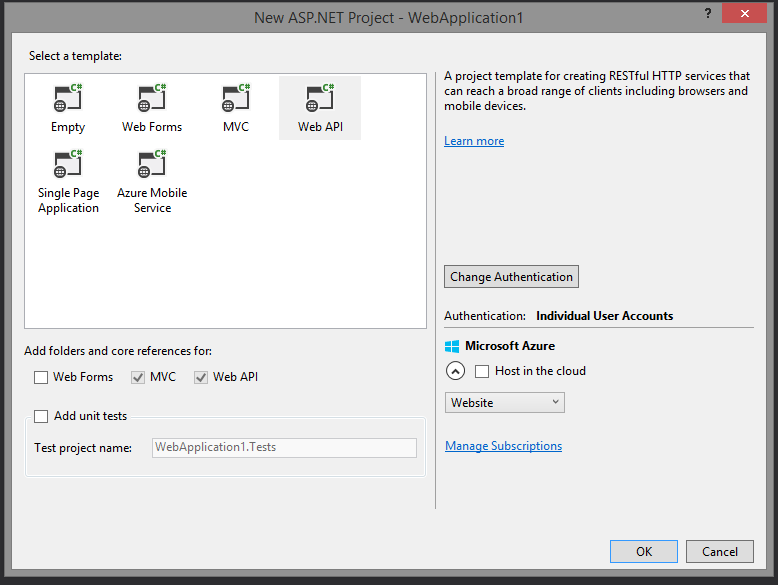 New ASP.NET Project - WebApplication1
?
Select a template:
C# C# C# C#
Empty Web Forms MVC Web API
C# C#
Single Page Azure Mobile
Application Service
A project template for creating RESTful HTTP services that
can reach a broad range of clients including browsers and
mobile devices.
Learn more
Change Authentication
Authentication: Individual User Accounts
Microsoft Azure
Host in the cloud
Website
Manage Subscriptions
Add folders and core references for:
Web Forms MVC Web API
Add unit tests
Test project name: WebApplication1.Tests
OK Cancel